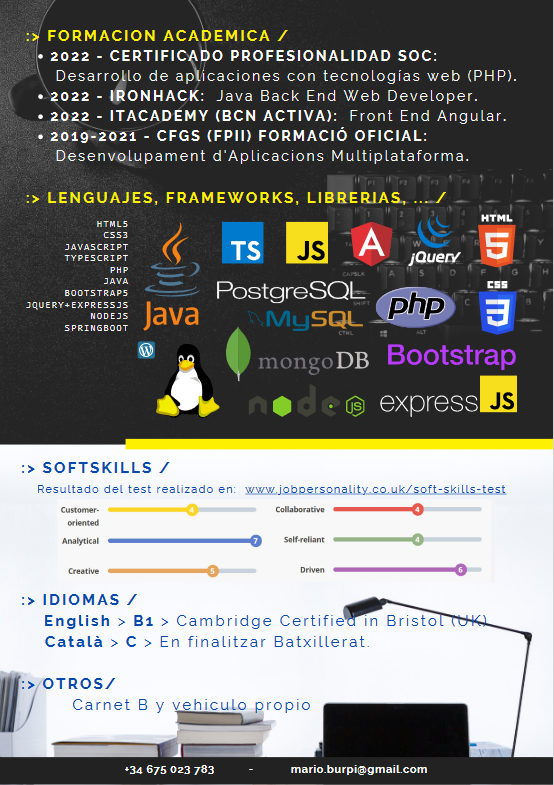 :> FORMACION ACADEMICA /
• 2022 - CERTIFICADO PROFESIONALIDAD SOC:
Desarrollo de aplicaciones con tecnologías web (PHP).
• 2022 - IRONHACK: Java Back End Web Developer.
• 2022 - ITACADEMY (BCN ACTIVA): Front End Angular.
• 2019-2021 - CFGS (FPII) FORMACIÓ OFICIAL:
Desenvolupament d'Aplicacions Multiplataforma.
:> LENGUAJES, FRAMEWORKS, LIBRERIAS, ... /
HTML5
CSS3
JAVASCRIPT
TYPESCRIPT
PHP
JAVA
BOOTSTRAP5
JQUERY+EXPRESSJS
NODEJS
SPRINGBOOT
Java
TS
JS
A
jQuery
HTML
5
PostgreSQL
MySQL
php
CSS
3
CAPSLK
SHIFT
CTRL
ALT
W
mongoDB
Bootstrap
node
JS
express JS
:> SOFTSKILLS /
Resultado del test realizado en: www.jobpersonality.co.uk/soft-skills-test
Customer-oriented 4
Collaborative 4
Analytical 7
Self-reliant 4
Creative 5
Driven 6
:> IDIOMAS /
English > B1 > Cambridge Certified in Bristol (UK)
Català > C > En finalitzar Batxillerat.
:> OTROS/
Carnet B y vehiculo propio
+34 675 023 783 - mario.burpi@gmail.com